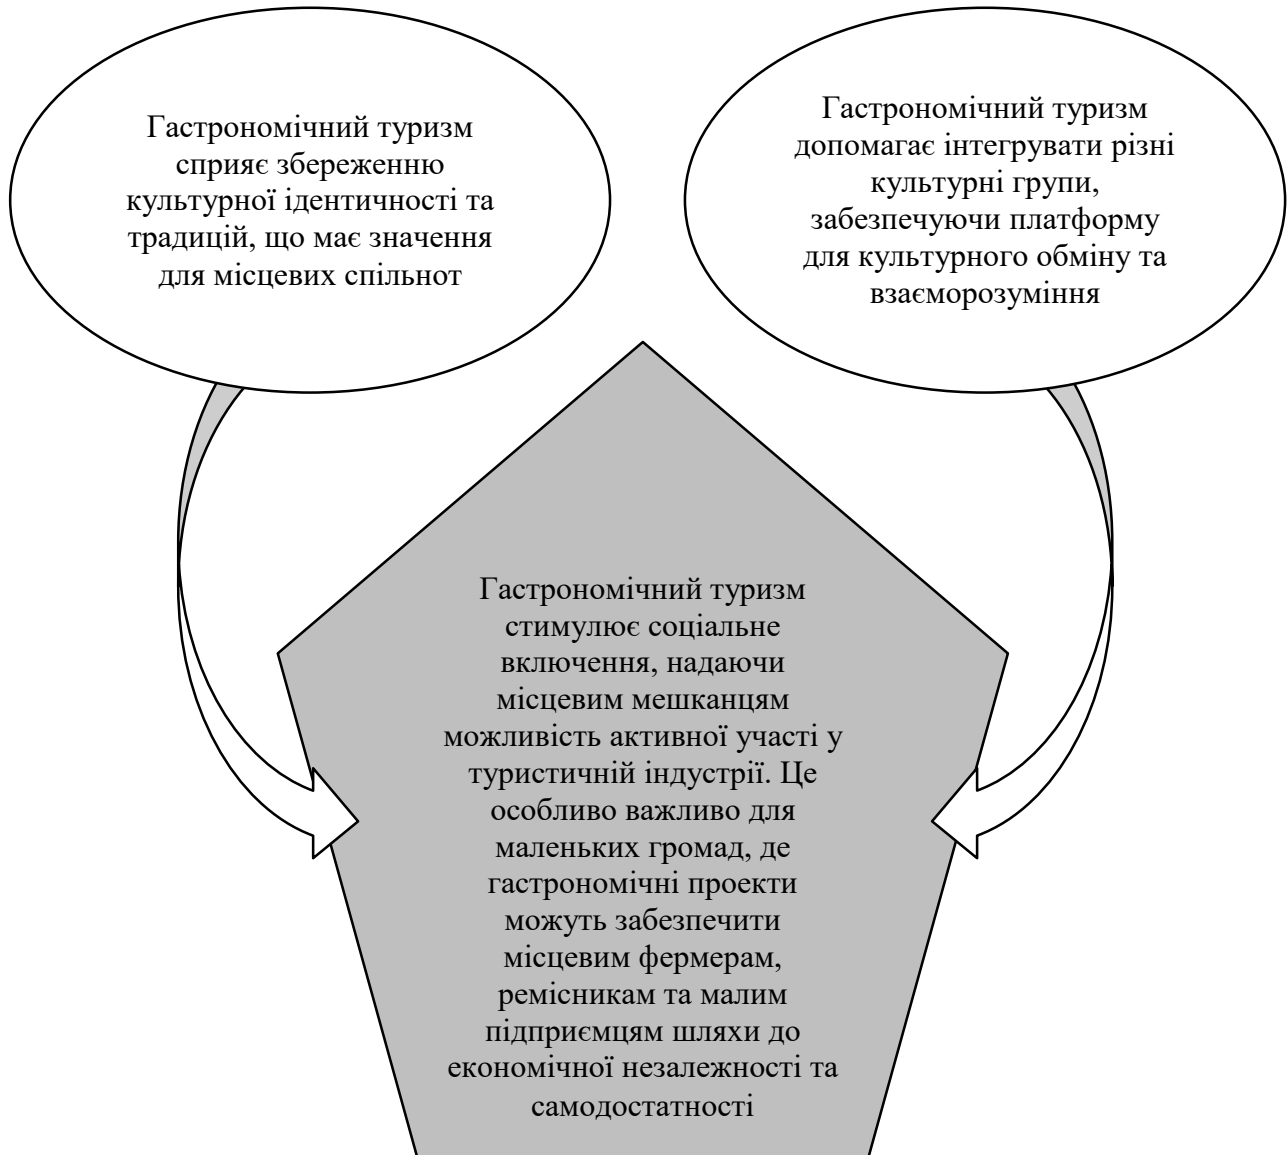 Гастрономічний туризм
сприяє збереженню
культурної ідентичності та
традицій, що має значення
для місцевих спільнот
Гастрономічний туризм
допомагає інтегрувати різні
культурні групи,
забезпечуючи платформу
для культурного обміну та
взаєморозуміння
Гастрономічний туризм
стимулює соціальне
включення, надаючи
місцевим мешканцям
можливість активної участі у
туристичній індустрії. Це
особливо важливо для
маленьких громад, де
гастрономічні проекти
можуть забезпечити
місцевим фермерам,
ремісникам та малим
підприємцям шляхи до
економічної незалежності та
самодостатності